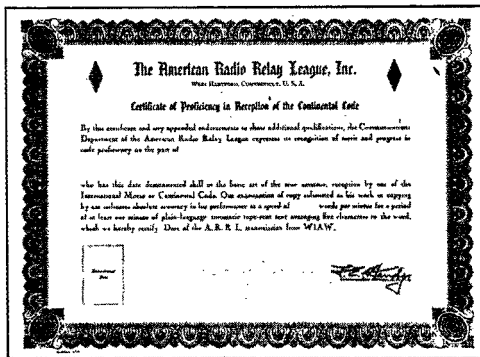 The American Radio Relay League, Inc.
West Hartford, Connecticut, U. S. A.
Certificate of Proficiency in Reception of the Continental Code
By this certificate and any appended endorsements to show additional qualifications, the Communications
Department of the American Radio Relay League expresses its recognition of merit and progress in
code proficiency on the part of
who has this date demonstrated skill in the basic art of the true amateur, reception by ear of the
International Morse or Continental Code. Our examination of copy submitted as his work in copying
by ear indicates absolute accuracy in his performance at a speed of words per minute for a period
of at least one minute of plain-language automatic tape-sent text averaging five characters to the word,
which we hereby certify. Date of the A. R. R. L. transmission from W1AW.
Endorsement